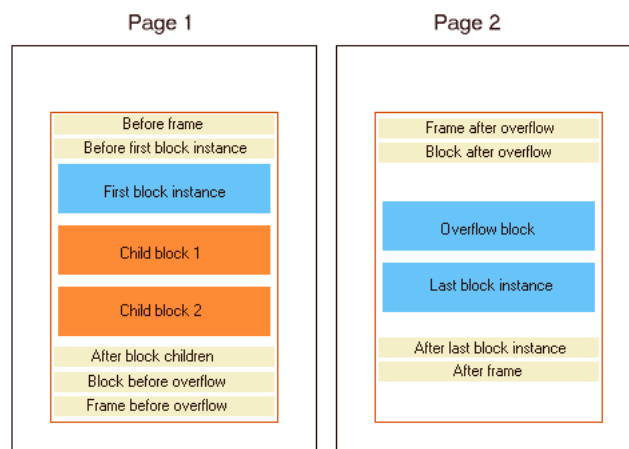 Page 1
Before frame
Before first block instance
First block instance
Child block 1
Child block 2
After block children
Block before overflow
Frame before overflow
Page 2
Frame after overflow
Block after overflow
Overflow block
Last block instance
After last block instance
After frame